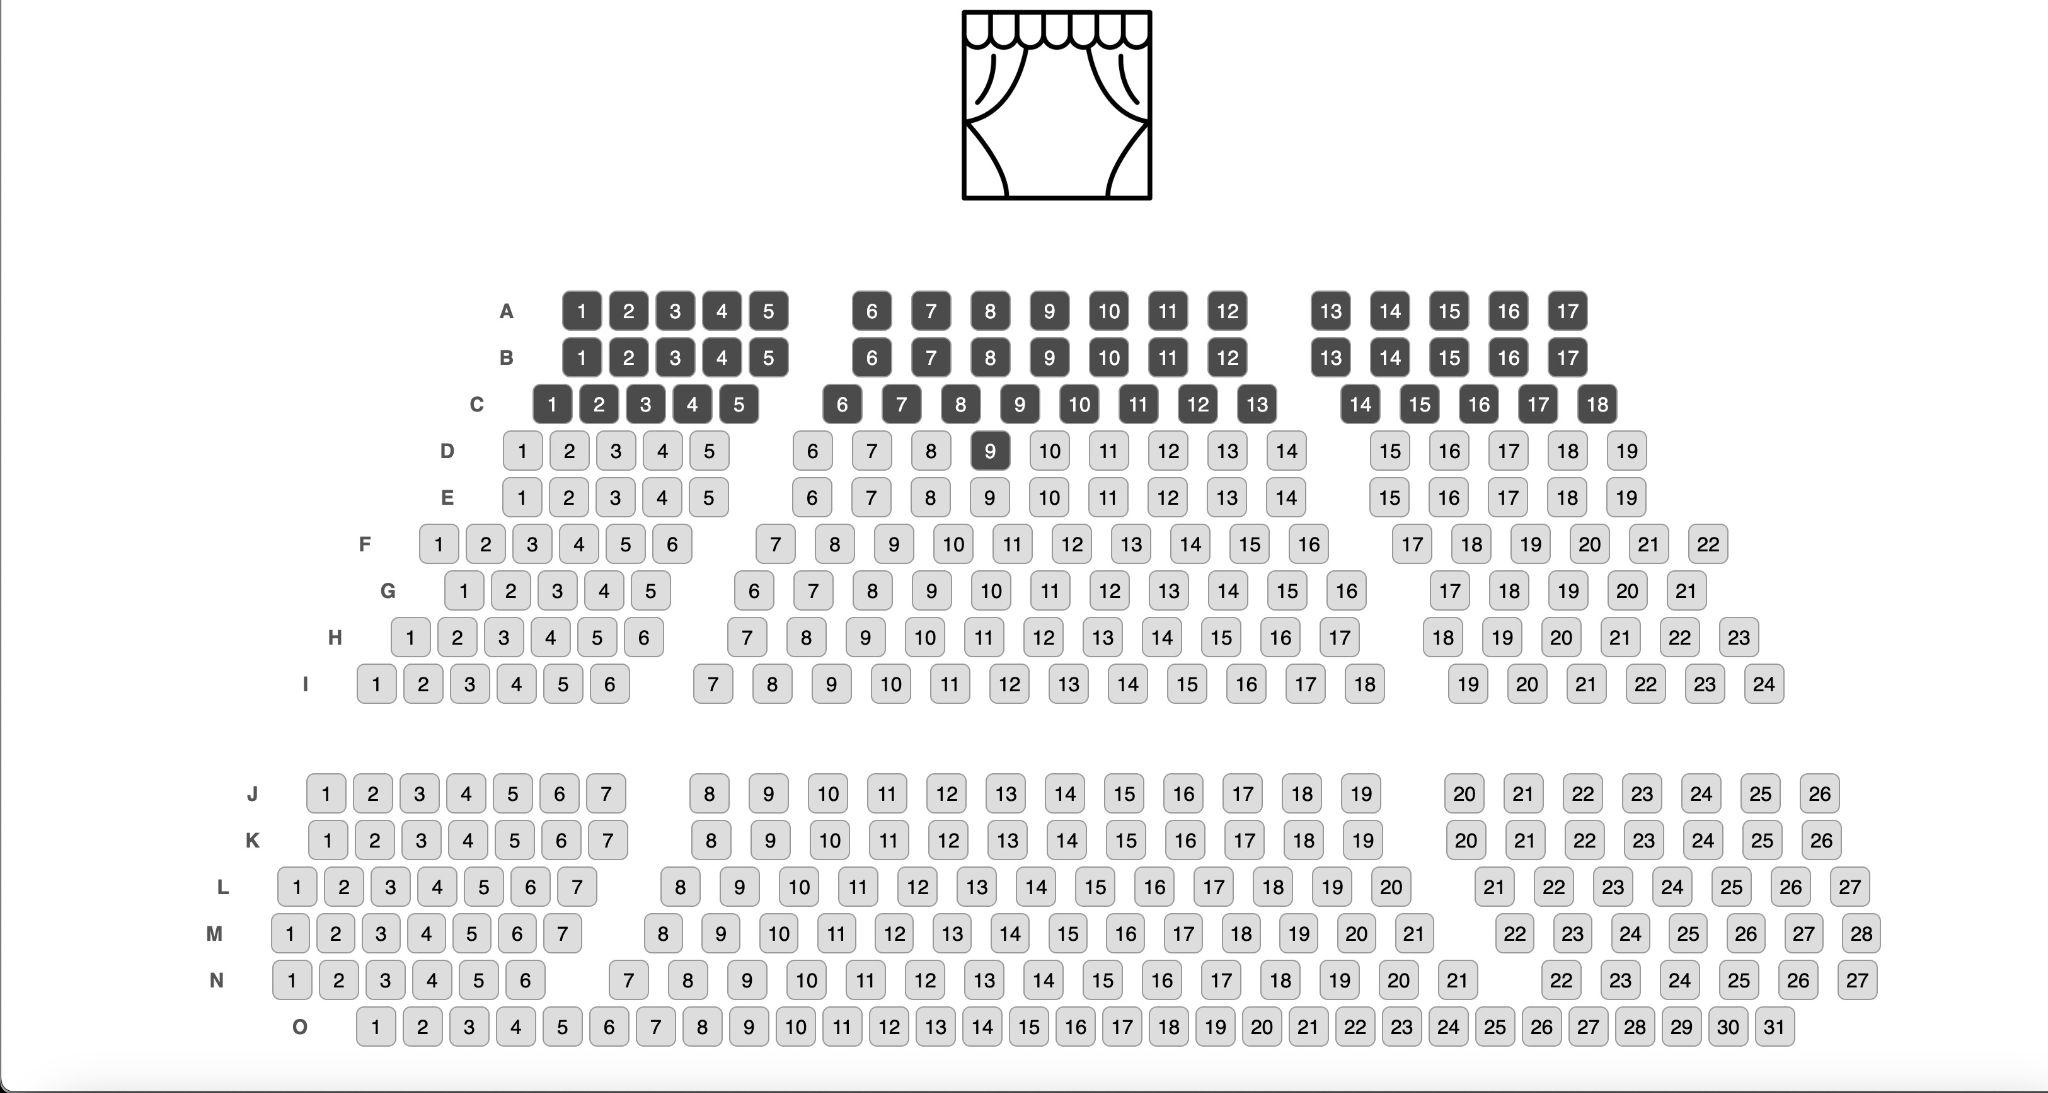 A 1 2 3 4 5 6 7 8 9 10 11 12 13 14 15 16 17
B 1 2 3 4 5 6 7 8 9 10 11 12 13 14 15 16 17
C 1 2 3 4 5 6 7 8 9 10 11 12 13 14 15 16 17 18
D 1 2 3 4 5 6 7 8 9 10 11 12 13 14 15 16 17 18 19
E 1 2 3 4 5 6 7 8 9 10 11 12 13 14 15 16 17 18 19
F 1 2 3 4 5 6 7 8 9 10 11 12 13 14 15 16 17 18 19 20 21 22
G 1 2 3 4 5 6 7 8 9 10 11 12 13 14 15 16 17 18 19 20 21
H 1 2 3 4 5 6 7 8 9 10 11 12 13 14 15 16 17 18 19 20 21 22 23
I 1 2 3 4 5 6 7 8 9 10 11 12 13 14 15 16 17 18 19 20 21 22 23 24
J 1 2 3 4 5 6 7 8 9 10 11 12 13 14 15 16 17 18 19 20 21 22 23 24 25 26
K 1 2 3 4 5 6 7 8 9 10 11 12 13 14 15 16 17 18 19 20 21 22 23 24 25 26
L 1 2 3 4 5 6 7 8 9 10 11 12 13 14 15 16 17 18 19 20 21 22 23 24 25 26 27
M 1 2 3 4 5 6 7 8 9 10 11 12 13 14 15 16 17 18 19 20 21 22 23 24 25 26 27 28
N 1 2 3 4 5 6 7 8 9 10 11 12 13 14 15 16 17 18 19 20 21 22 23 24 25 26 27
O 1 2 3 4 5 6 7 8 9 10 11 12 13 14 15 16 17 18 19 20 21 22 23 24 25 26 27 28 29 30 31